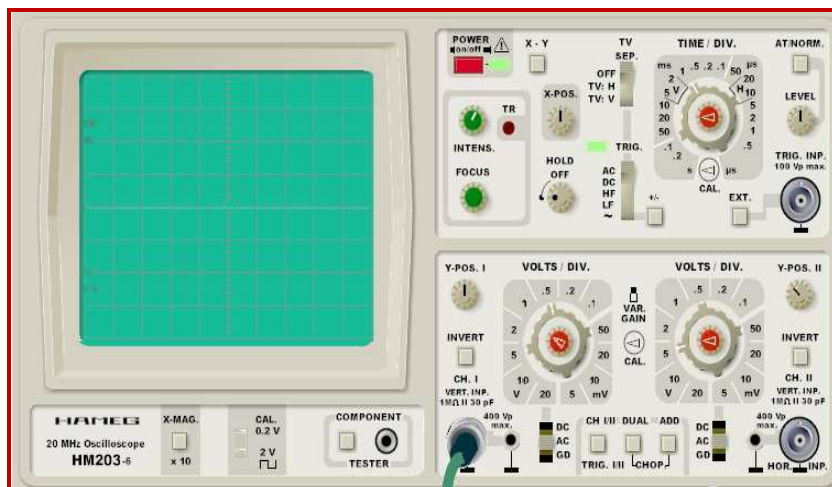 POWER
on/off
X - Y
TV
SEP.
OFF
TV: H
TV: V
TIME / DIV.
AT/NORM.
ms
µs
.5 .2 .1
1
2
5
10
20
50
.1
.2
s
V
50
20
10
5
2
1
.5
µs
H
CAL.
X-POS.
TR
INTENS.
FOCUS
HOLD
OFF
TRIG.
AC
DC
HF
LF
~
+/-
EXT.
LEVEL
TRIG. INP.
100 Vp max.
Y-POS. I
VOLTS / DIV.
VOLTS / DIV.
Y-POS. II
.5 .2
1
.1
2
50
5
20
10
10
V
20
5
mV
.5 .2
1
.1
2
50
5
20
10
10
V
20
5
mV
VAR.
GAIN
CAL.
INVERT
INVERT
CH. I
VERT. INP.
1MΩ II 30 pF
CH. II
VERT. INP.
1MΩ II 30 pF
HAMEG
20 MHz Oscilloscope
HM203-6
X-MAG.
x 10
CAL.
0.2 V
2 V
COMPONENT
TESTER
400 Vp
max.
DC
AC
GD
CH I/II DUAL ADD
TRIG. I/II
CHOP
DC
AC
GD
400 Vp
max.
HOR. INP.